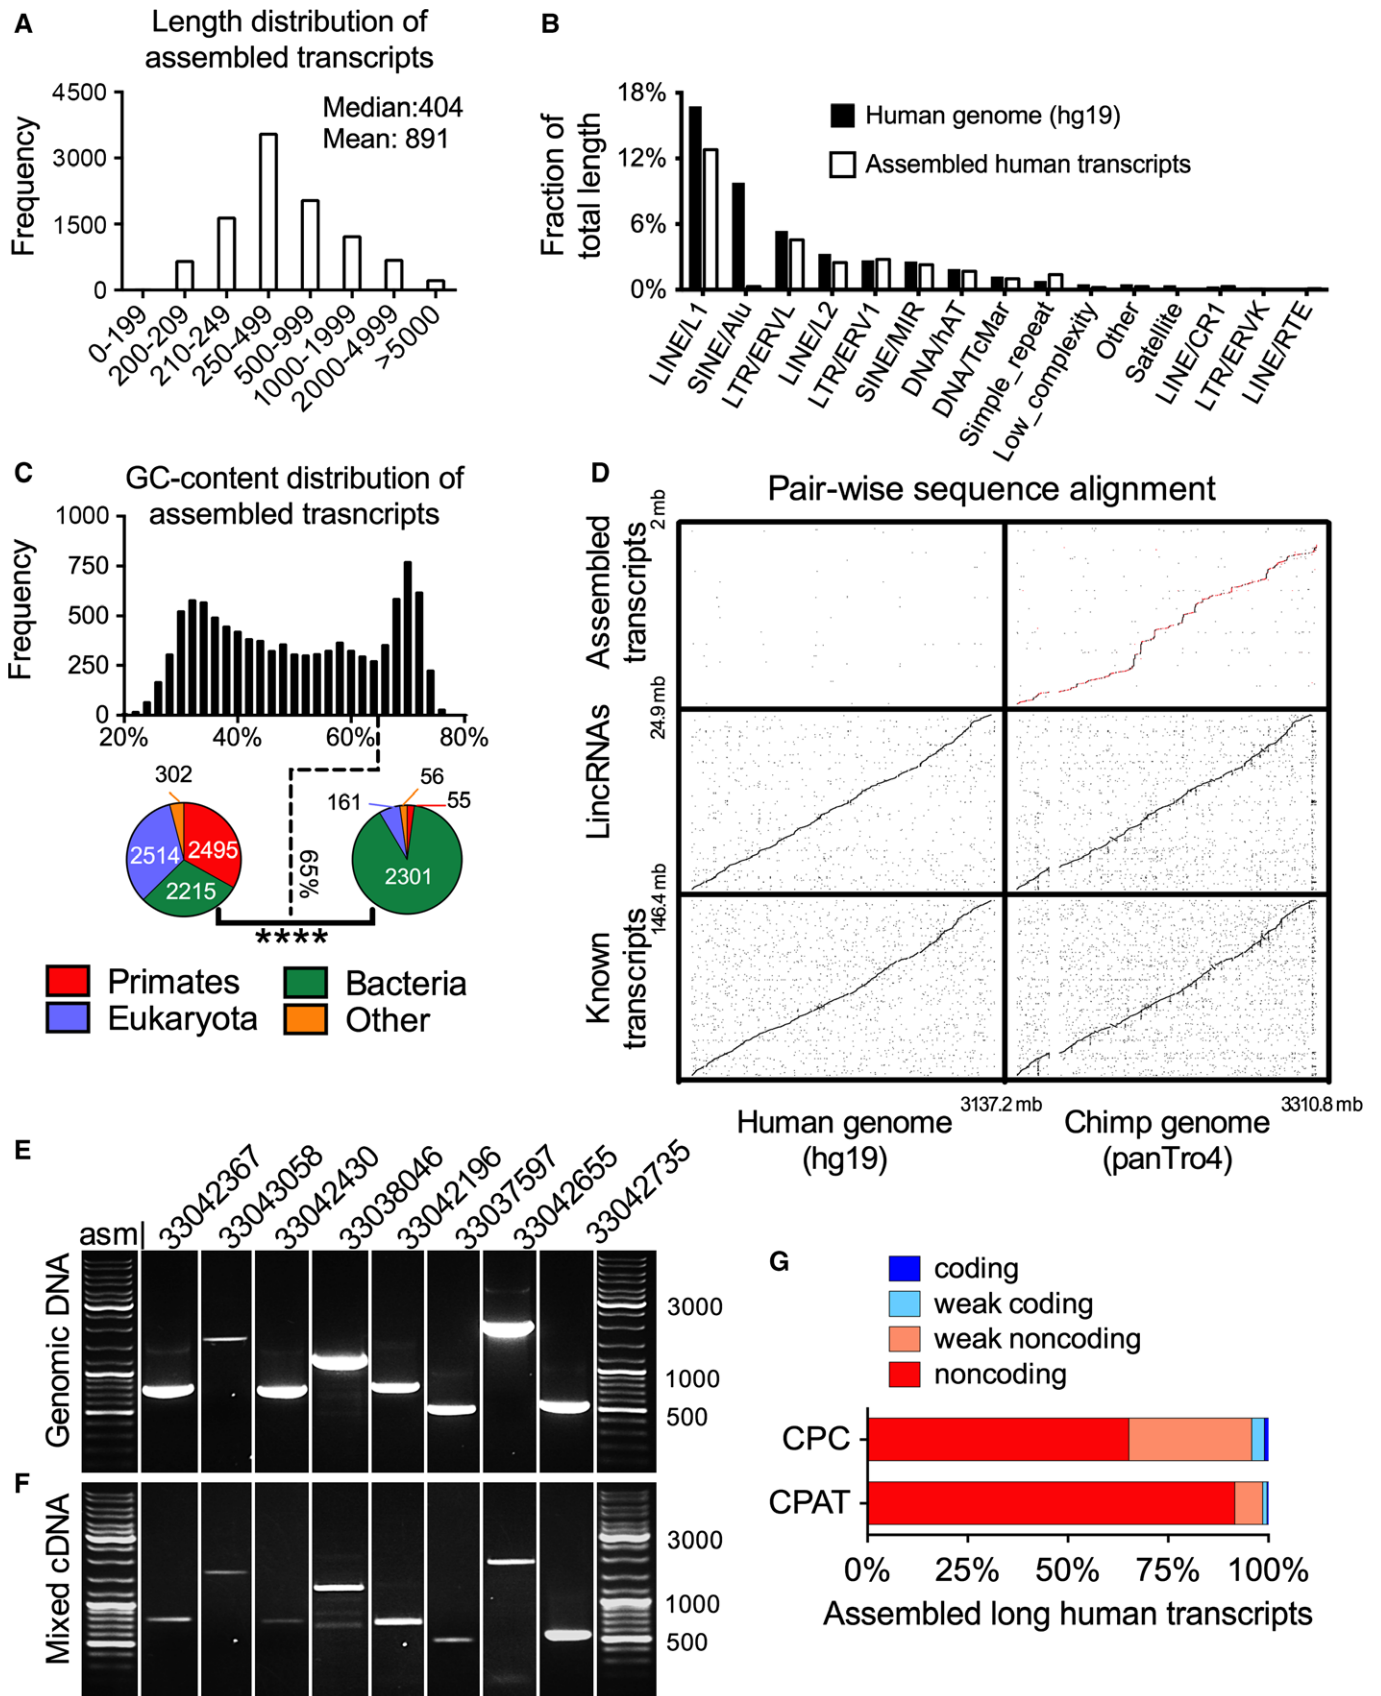 A
Length distribution of
assembled transcripts
4500
3000
1500
0
Frequency
Median:404
Mean: 891
0-199
200-209
210-249
250-499
500-999
1000-1999
2000-4999
>5000
B
18%
12%
6%
0%
Fraction of
total length
Human genome (hg19)
Assembled human transcripts
LINE/L1
SINE/Alu
LTR/ERVL
LINE/L2
LTR/ERV1
SINE/MIR
DNA/hAT
DNA/TcMar
Simple_repeat
Low_complexity
Other
Satellite
LINE/CR1
LTR/ERVK
LINE/RTE
C
GC-content distribution of
assembled trasncripts
1000
750
500
250
0
Frequency
20%
40%
60%
80%
302
2514
2495
2215
65%
56
161
55
2301
****
Primates
Bacteria
Eukaryota
Other
D
Pair-wise sequence alignment
2 mb
Assembled
transcripts
24.9 mb
LincRNAs
146.4 mb
Known
transcripts
3137.2 mb
3310.8 mb
Human genome
(hg19)
Chimp genome
(panTro4)
E
asm|
33042367
33043058
33042430
33038046
33042196
33037597
33042655
33042735
Genomic DNA
3000
1000
500
F
Mixed cDNA
3000
1000
500
G
coding
weak coding
weak noncoding
noncoding
CPC
CPAT
0%
25%
50%
75%
100%
Assembled long human transcripts